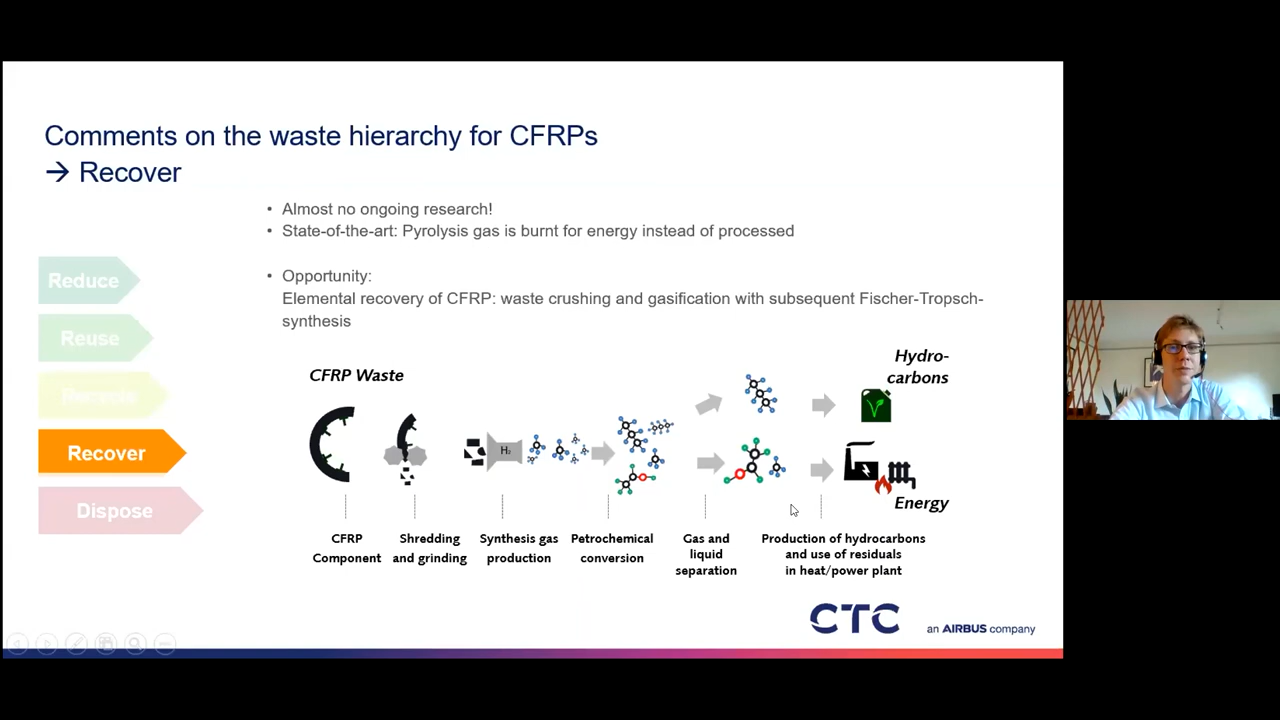 Comments on the waste hierarchy for CFRPs
→ Recover
• Almost no ongoing research!
• State-of-the-art: Pyrolysis gas is burnt for energy instead of processed
• Opportunity:
Elemental recovery of CFRP: waste crushing and gasification with subsequent Fischer-Tropsch-
synthesis
Reduce
Reuse
Recycle
Recover
Dispose
CFRP Waste
Hydro-
carbons
H₂
Energy
CFRP
Component
Shredding
and grinding
Synthesis gas
production
Petrochemical
conversion
Gas and
liquid
separation
Production of hydrocarbons
and use of residuals
in heat/power plant
CTC
an AIRBUS company